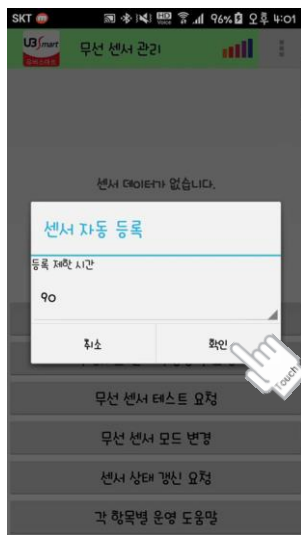 SKT HD Voice 96% 오후 4:01
U3Smart 무선 센서 관리
센서 데이터가 없습니다.
센서 자동 등록
등록 제한 시간
90
취소 확인
Touch
무선 센서 테스트 요청
무선 센서 모드 변경
센서 상태 갱신 요청
각 항목별 운영 도움말